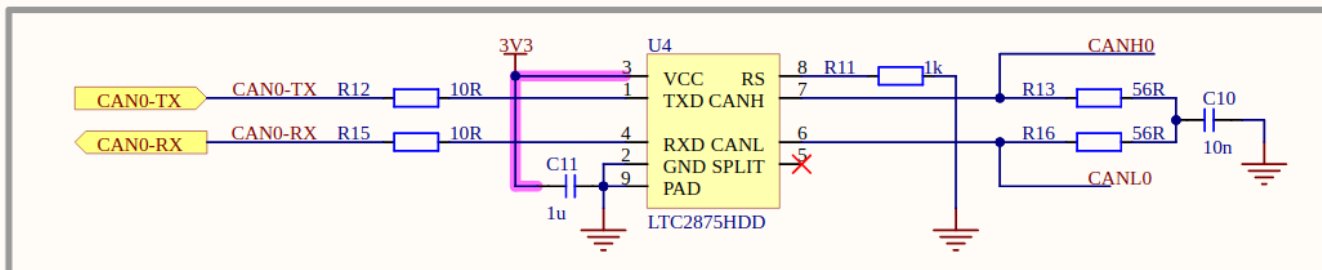 3V3
U4
CANH0
3 VCC RS 8 R11 1k
CAN0-TX CAN0-TX R12 10R 1 TXD CANH 7 R13 56R C10
CAN0-RX CAN0-RX R15 10R 4 RXD CANL 6 R16 56R 10n
C11 2 GND SPLIT 5
9 PAD CANL0
1u LTC2875HDD